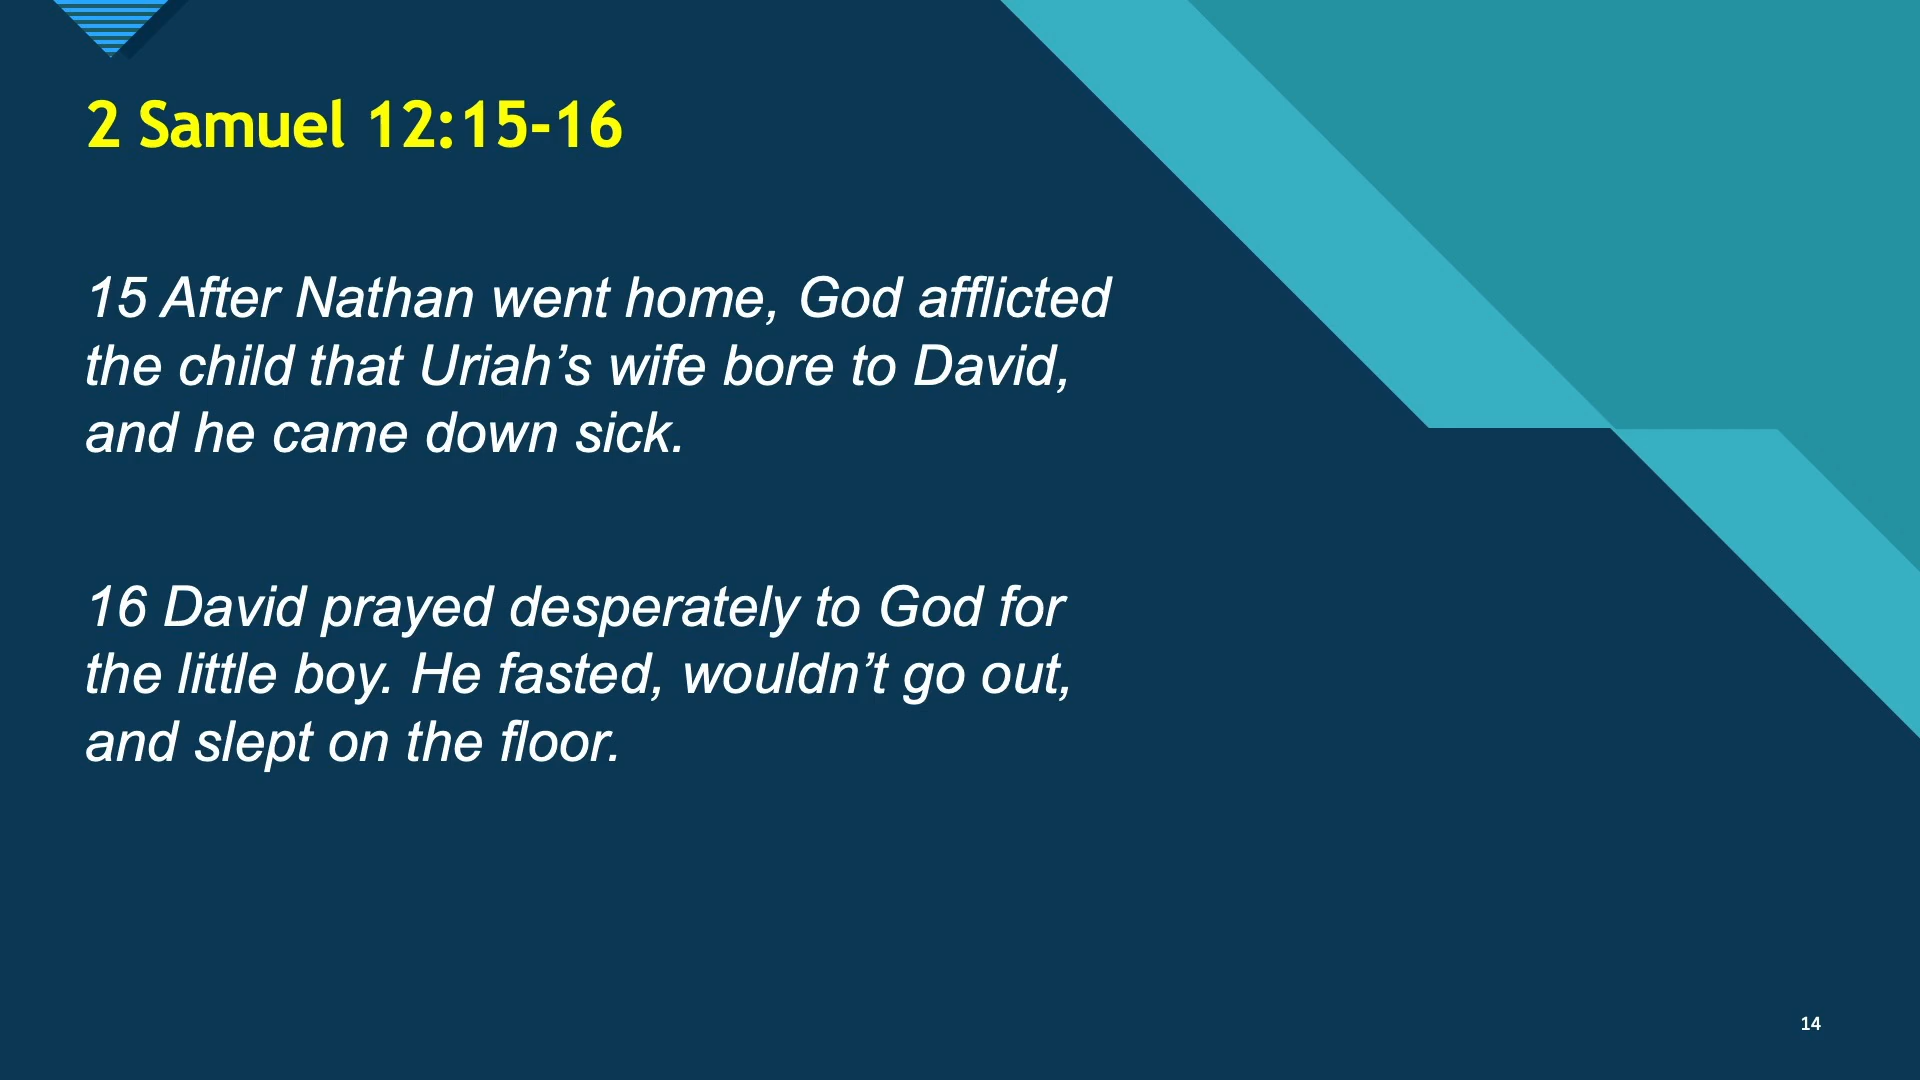 2 Samuel 12:15-16
15 After Nathan went home, God afflicted
the child that Uriah’s wife bore to David,
and he came down sick.
16 David prayed desperately to God for
the little boy. He fasted, wouldn’t go out,
and slept on the floor.
14